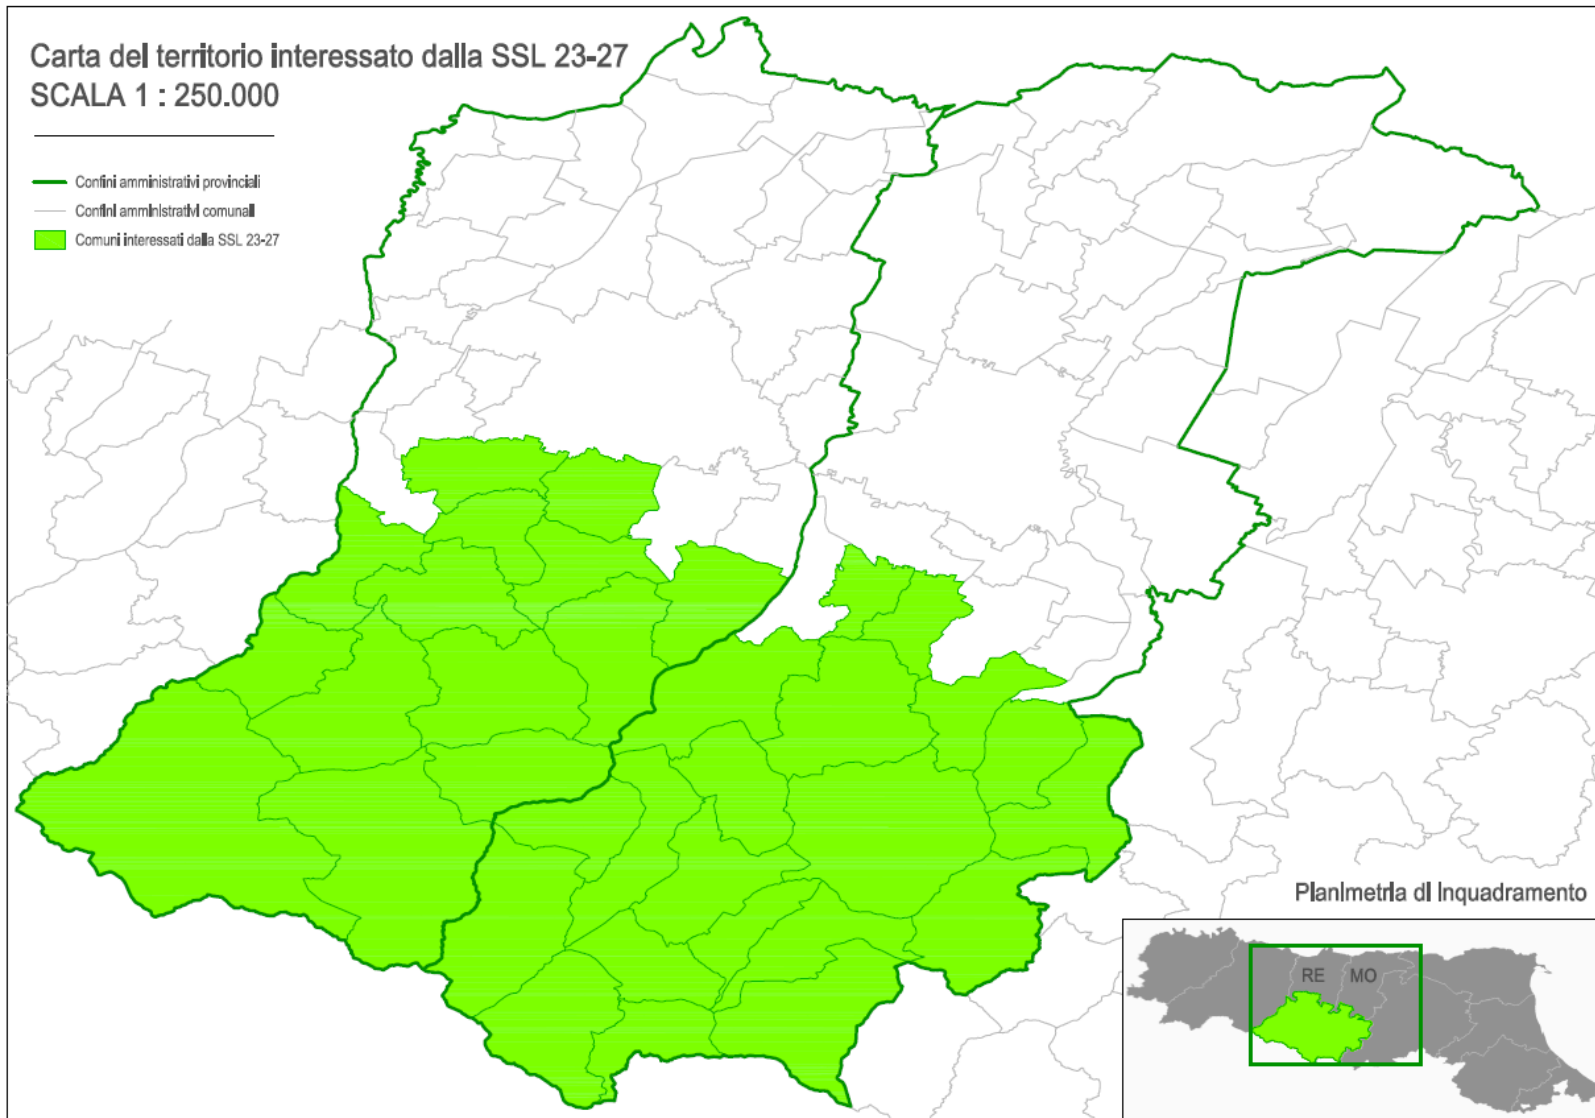 Carta del territorio interessato dalla SSL 23-27
SCALA 1 : 250.000
Confini amministrativi provinciali
Confini amministrativi comunali
Comuni interessati dalla SSL 23-27
Planimetria di Inquadramento
RE MO